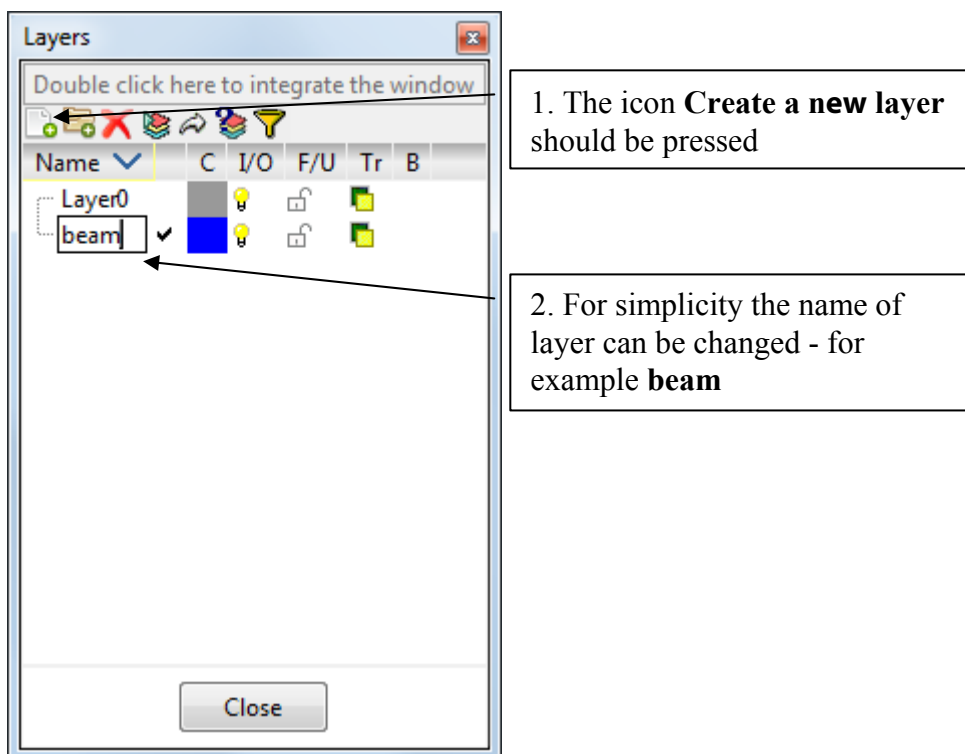 Layers
Double click here to integrate the window
Name C I/O F/U Tr B
Layer0
beam
Close
1. The icon Create a new layer
should be pressed
2. For simplicity the name of
layer can be changed - for
example beam